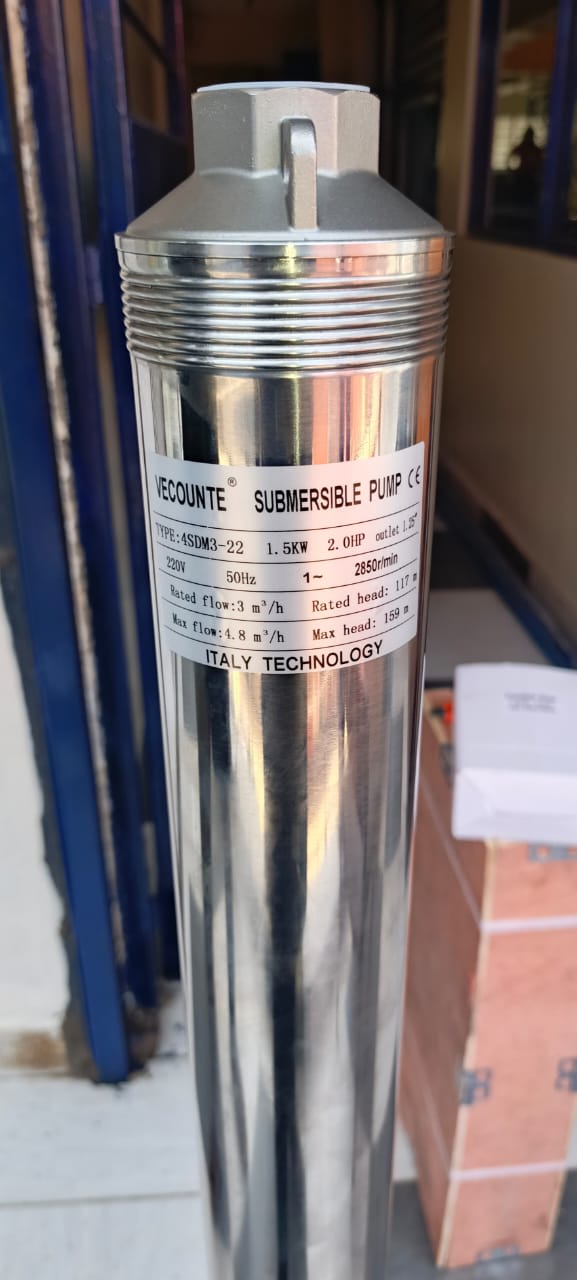 VECOUNTE® SUBMERSIBLE PUMP CE
TYPE:4SDM3-22 1.5KW 2.0HP outlet 1.25"
220V 50Hz 1~ 2850r/min
Rated flow:3 m³/h Rated head: 117 m
Max flow:4.8 m³/h Max head: 159 m
ITALY TECHNOLOGY